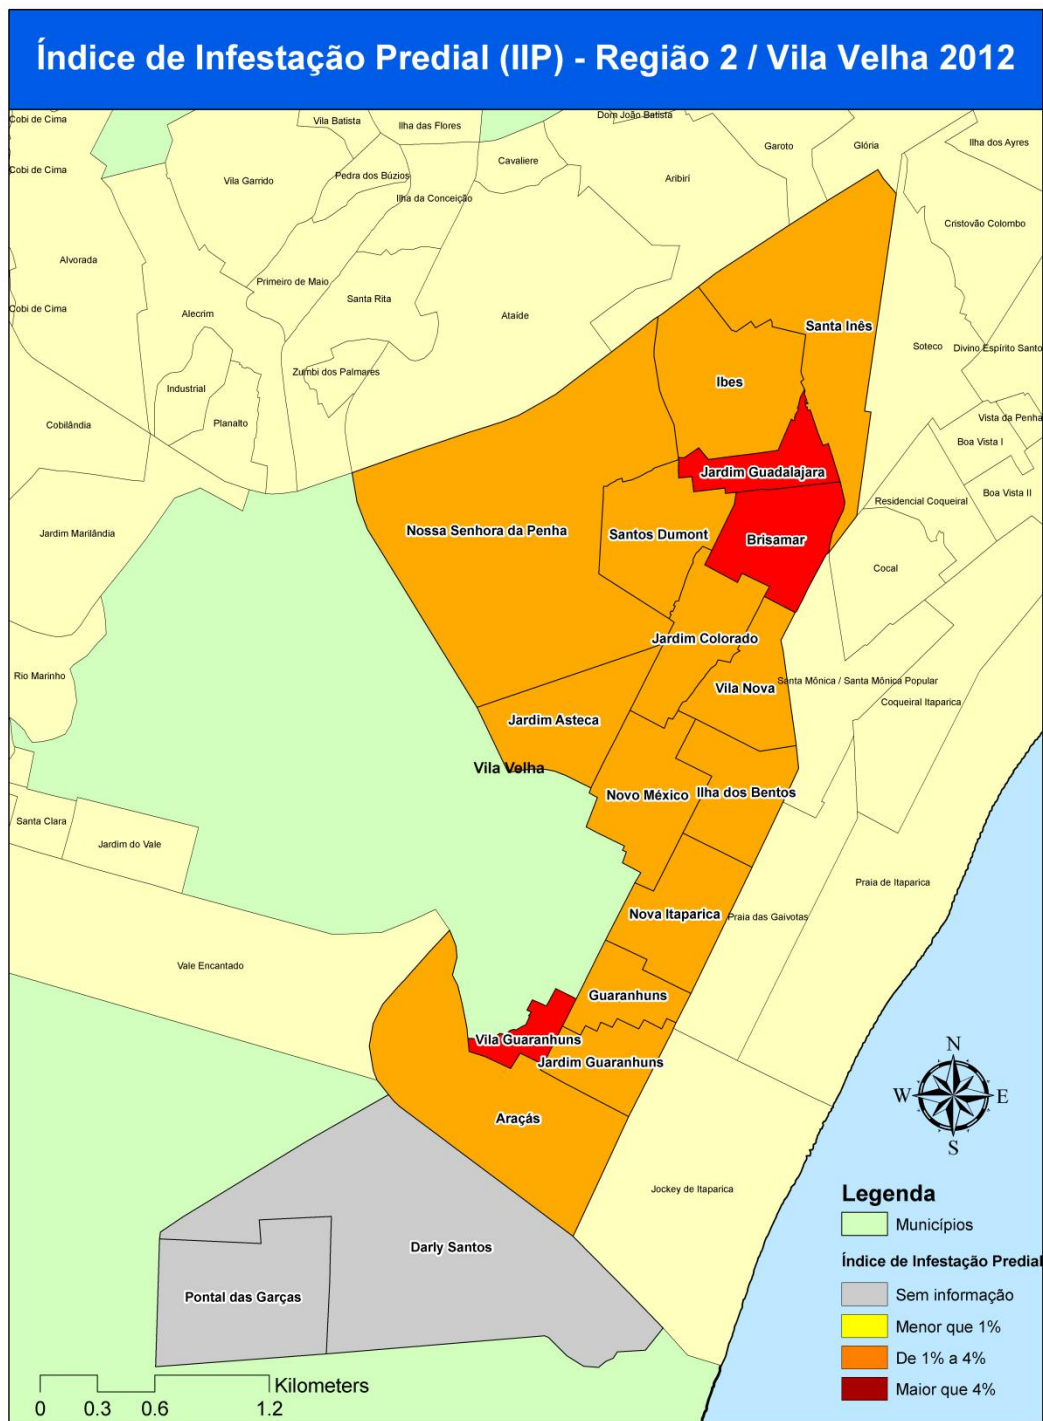 Índice de Infestação Predial (IIP) - Região 2 / Vila Velha 2012
Cobi de Cima
Vila Batista
Ilha das Flores
Dom João Batista
Garoto
Glória
Ilha dos Ayres
Cobi de Cima
Vila Garrido
Pedra dos Búzios
Cavaliere
Aribirí
Ilha da Conceição
Cristovão Colombo
Alvorada
Primeiro de Maio
Santa Rita
Cobi de Cima
Alecrim
Ataíde
Santa Inês
Soteco
Divino Espírito Santo
Zumbi dos Palmares
Industrial
Ibes
Planalto
Cobilândia
Vista da Penha
Boa Vista I
Jardim Guadalajara
Boa Vista II
Residencial Coqueiral
Jardim Marilândia
Nossa Senhora da Penha
Santos Dumont
Brisamar
Cocal
Jardim Colorado
Rio Marinho
Vila Nova
Santa Mônica / Santa Mônica Popular
Coqueiral Itaparica
Jardim Asteca
Vila Velha
Novo México
Ilha dos Bentos
Santa Clara
Jardim do Vale
Praia de Itaparica
Nova Itaparica
Praia das Gaivotas
Vale Encantado
Guaranhuns
Vila Guaranhuns
Jardim Guaranhuns
N
W
E
S
Araçás
Jockey de Itaparica
Darly Santos
Pontal das Garças
Legenda
Municípios
Índice de Infestação Predial
Sem informação
Menor que 1%
De 1% a 4%
Maior que 4%
Kilometers
0 0.3 0.6 1.2